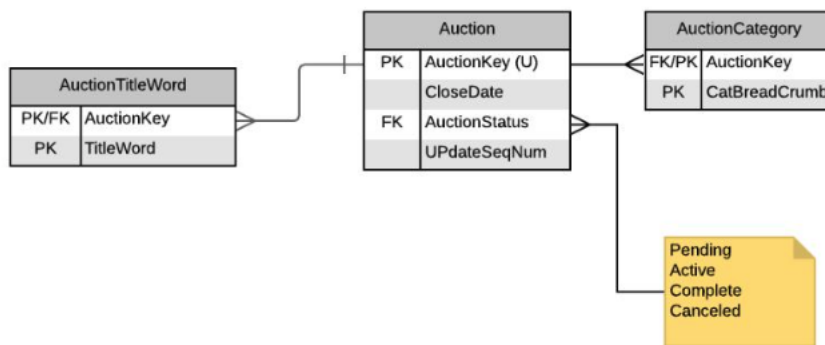 AuctionTitleWord
PK/FK AuctionKey
PK TitleWord
Auction
PK AuctionKey (U)
CloseDate
FK AuctionStatus
UPdateSeqNum
AuctionCategory
FK/PK AuctionKey
PK CatBreadCrumb
Pending
Active
Complete
Canceled